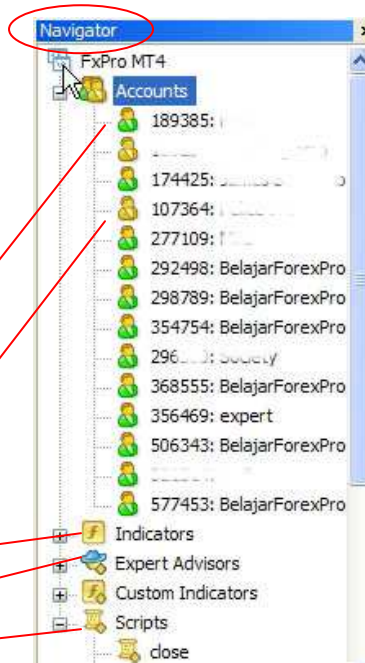 Navigator
FxPro MT4
Accounts
189385:
174425:
107364:
277109:
292498: BelajarForexPro
298789: BelajarForexPro
354754: BelajarForexPro
368555: BelajarForexPro
356469: expert
506343: BelajarForexPro
577453: BelajarForexPro
Indicators
Expert Advisors
Custom Indicators
Scripts
close